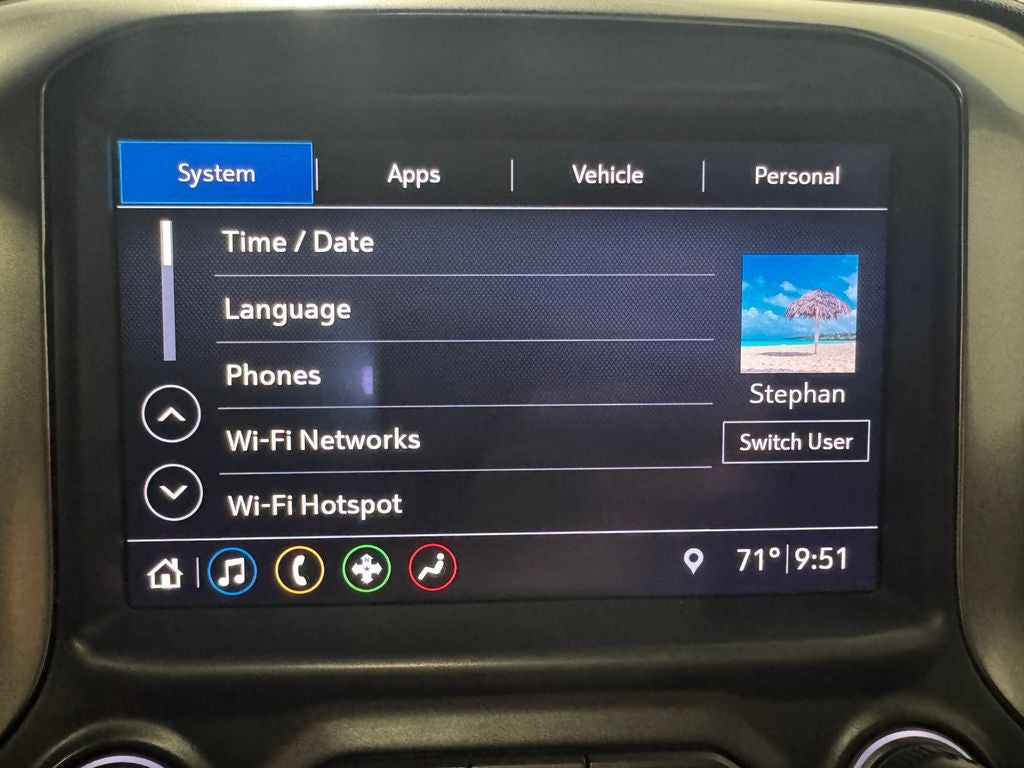 System
Apps
Vehicle
Personal
Time / Date
Language
Phones
Wi-Fi Networks
Wi-Fi Hotspot
Stephan
Switch User
71° 9:51